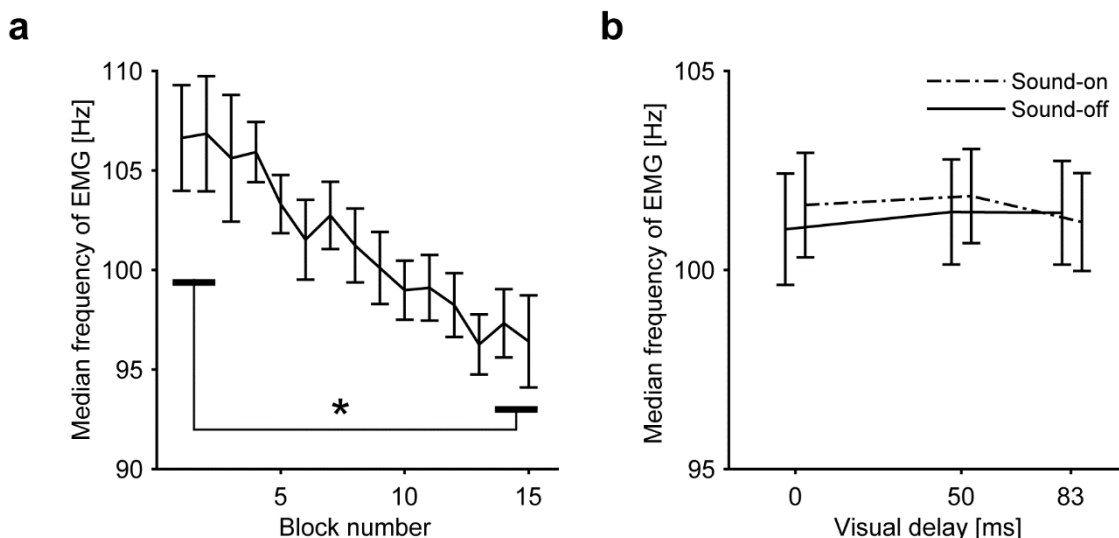 a
Median frequency of EMG [Hz]
110
105
100
95
90
*
5
10
15
Block number
b
Median frequency of EMG [Hz]
105
100
95
Sound-on
Sound-off
0
50
83
Visual delay [ms]